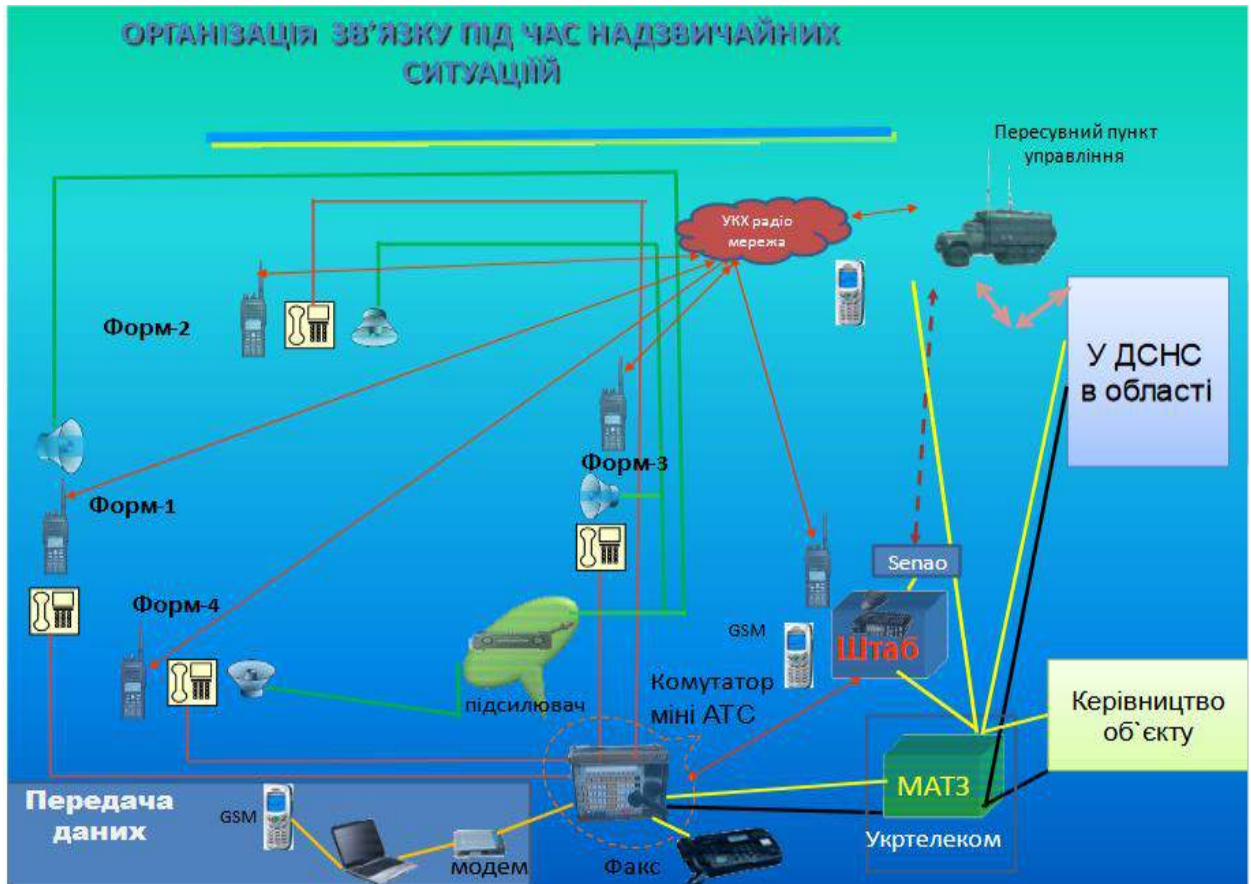 ОРГАНІЗАЦІЯ ЗВ’ЯЗКУ ПІД ЧАС НАДЗВИЧАЙНИХ
СИТУАЦІЇЙ
Пересувний пункт
управління
УКХ радіо
мережа
Форм-2
У ДСНС
в області
Форм-3
Форм-1
Senao
Форм-4
GSM
Штаб
підсилювач
Комутатор
міні АТС
Керівництво
об`єкту
МАТЗ
Укртелеком
Передача
даних
GSM
модем
Факс